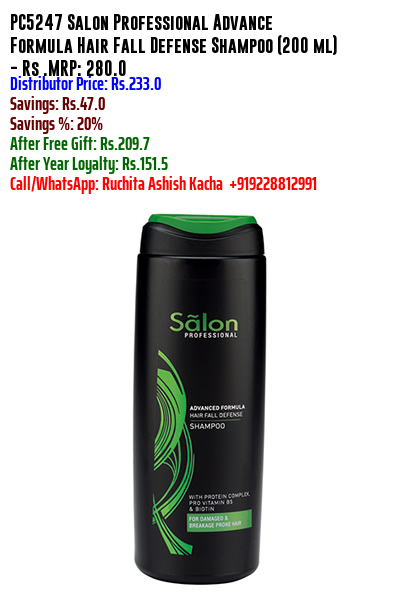 PC5247 Salon Professional Advance
Formula Hair Fall Defense Shampoo (200 ml)
- Rs .MRP: 280.0
Distributor Price: Rs.233.0
Savings: Rs.47.0
Savings %: 20%
After Free Gift: Rs.209.7
After Year Loyalty: Rs.151.5
Call/WhatsApp: Ruchita Ashish Kacha +919228812991
Sãlon
PROFESSIONAL
ADVANCED FORMULA
HAIR FALL DEFENSE
SHAMPOO
WITH PROTEIN COMPLEX,
PRO VITAMIN B5
& BIOTIN
FOR DAMAGED &
BREAKAGE PRONE HAIR